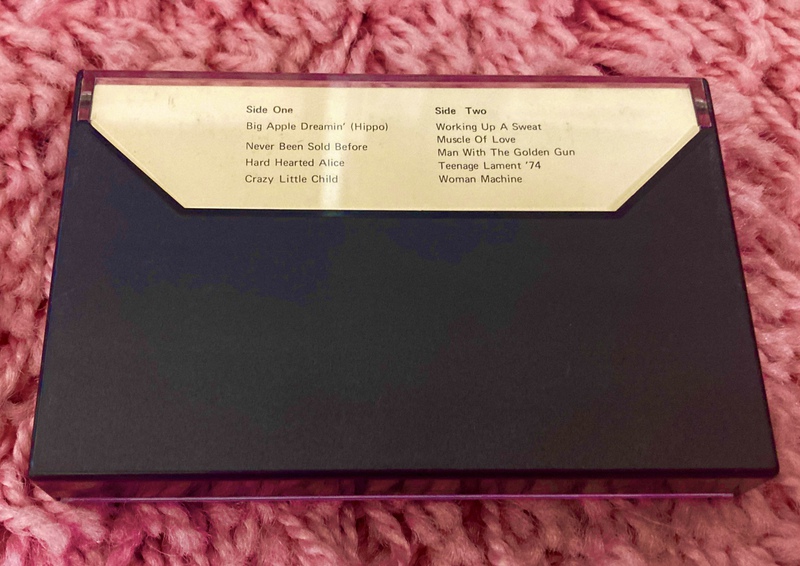 Side One
Big Apple Dreamin' (Hippo)
Never Been Sold Before
Hard Hearted Alice
Crazy Little Child
Side Two
Working Up A Sweat
Muscle Of Love
Man With The Golden Gun
Teenage Lament '74
Woman Machine